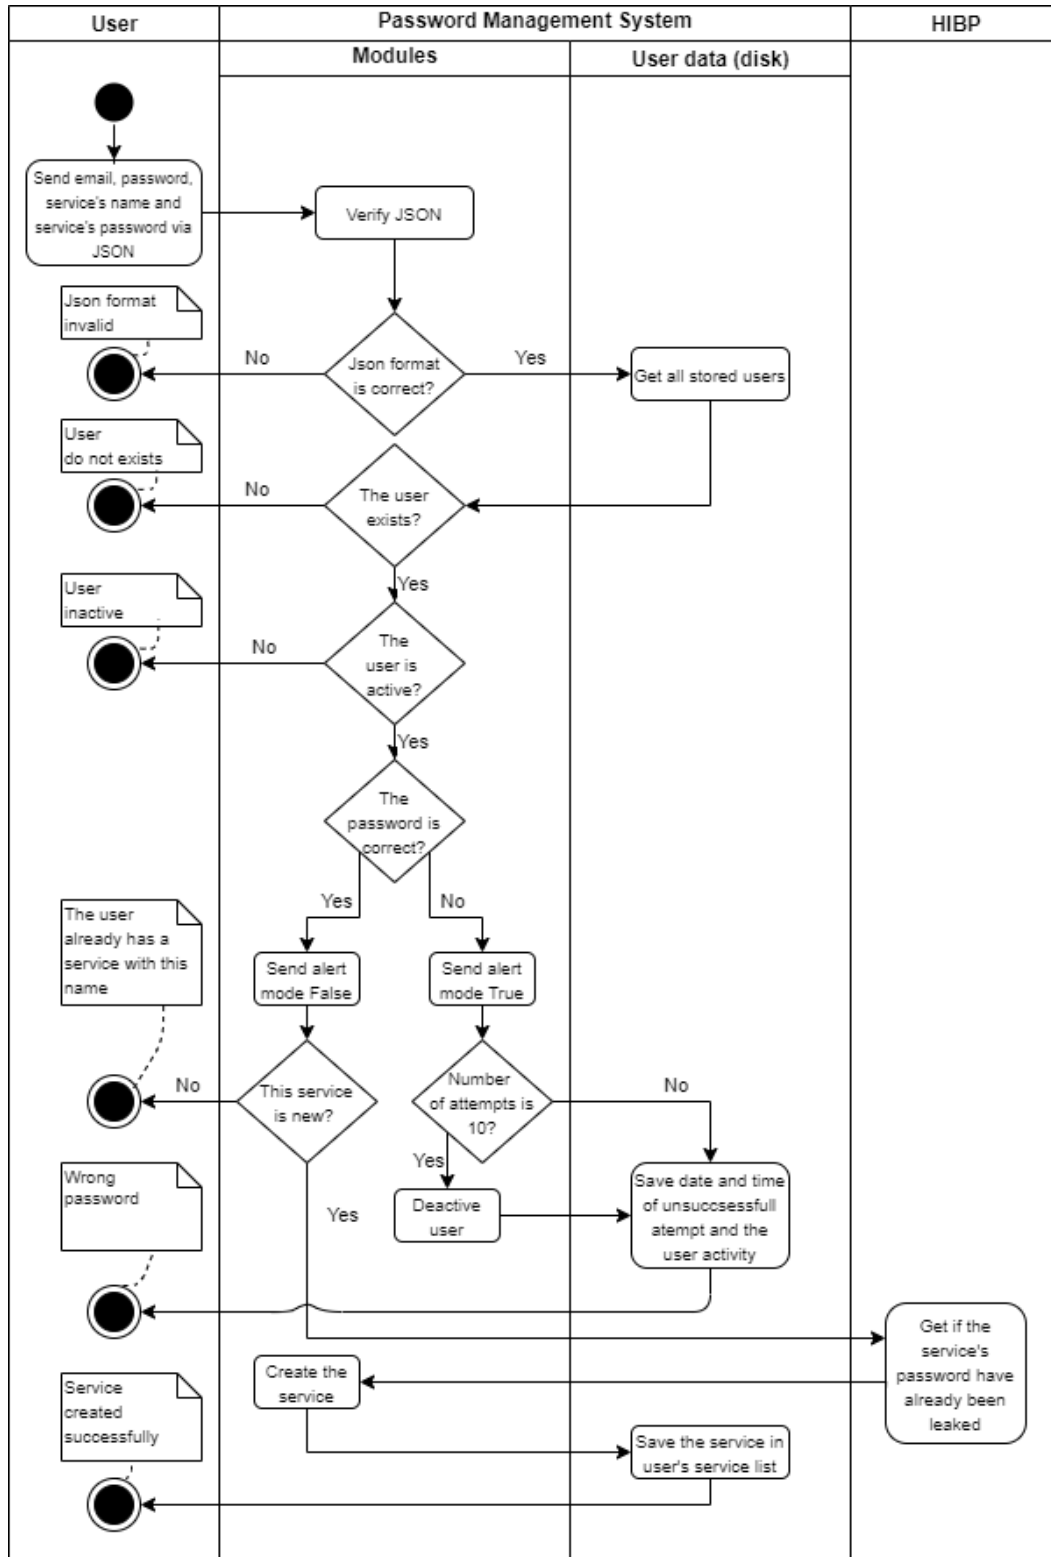 User
Password Management System
HIBP
Modules
User data (disk)
Send email, password,
service's name and
service's password via
JSON
Verify JSON
Json format
invalid
No
Json format
is correct?
Yes
Get all stored users
User
do not exists
No
The user
exists?
Yes
User
inactive
No
The
user is
active?
Yes
The
password is
correct?
Yes
No
The user
already has a
service with this
name
Send alert
mode False
Send alert
mode True
No
This service
is new?
Number
of attempts is
10?
No
Yes
Wrong
password
Yes
Deactive
user
Save date and time
of unsuccsessfull
atempt and the
user activity
Get if the
service's
password have
already been
leaked
Create the
service
Service
created
successfully
Save the service in
user's service list